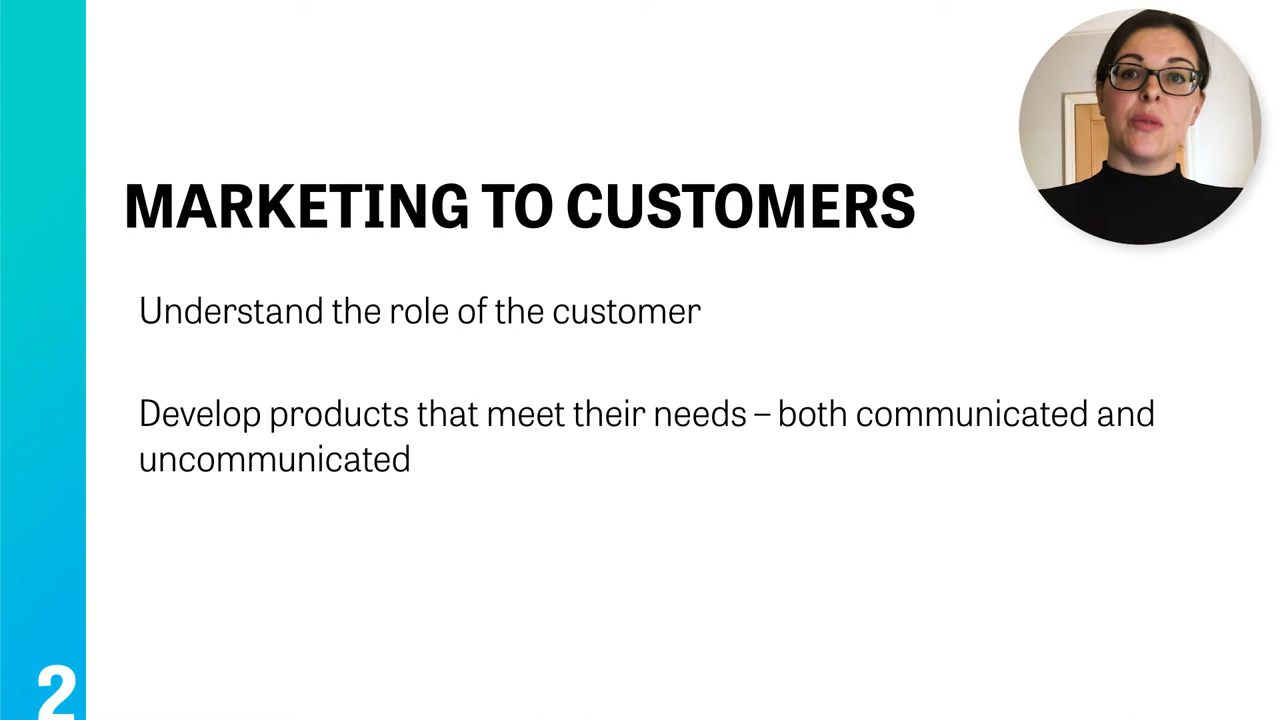 MARKETING TO CUSTOMERS
Understand the role of the customer
Develop products that meet their needs – both communicated and
uncommunicated
2